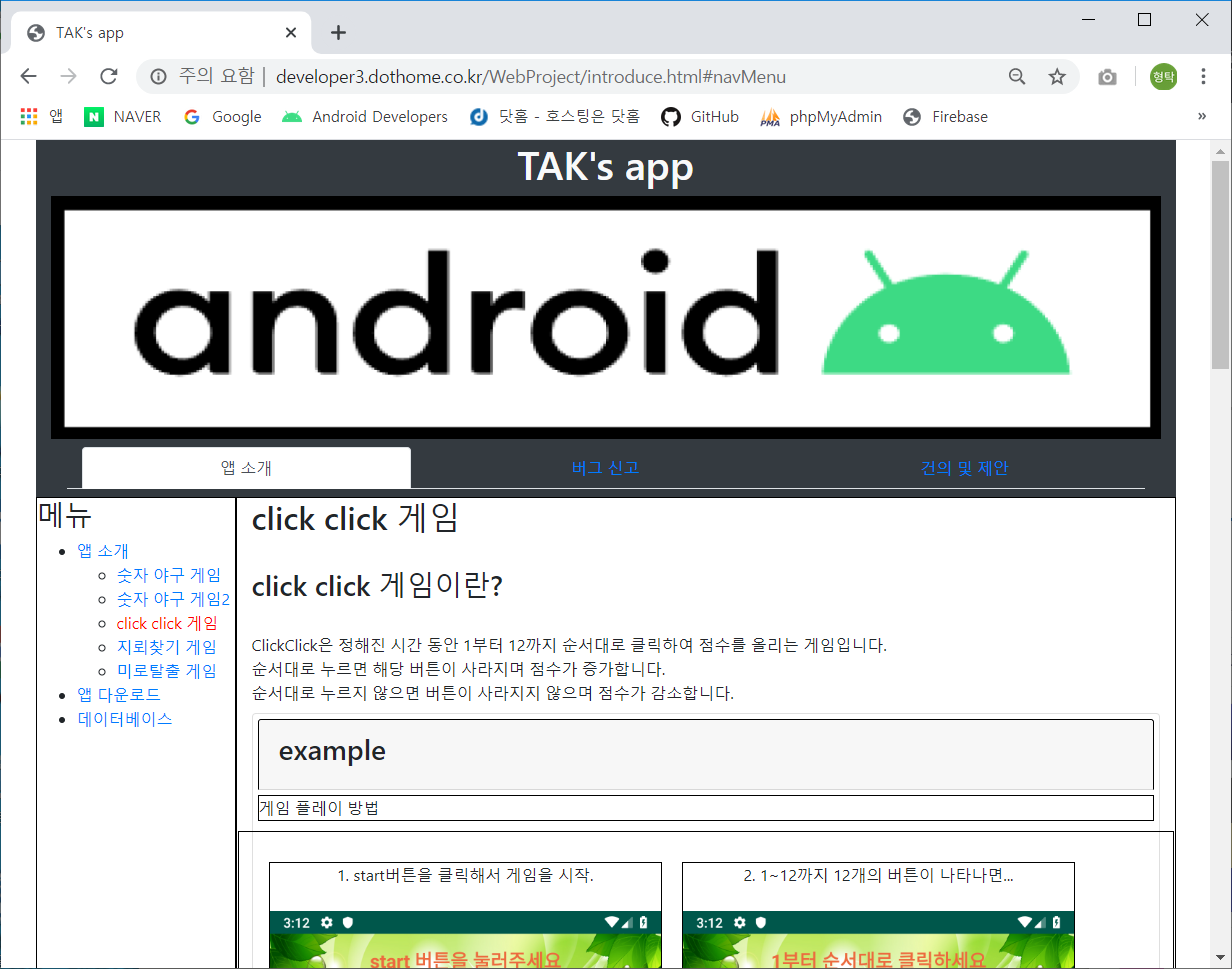 TAK's app
주의 요함 | developer3.dothome.co.kr/WebProject/introduce.html#navMenu
형탁
앱 NAVER Google Android Developers 닷홈 - 호스팅은 닷홈 GitHub phpMyAdmin Firebase »
TAK's app
android
앱 소개 버그 신고 건의 및 제안
메뉴
앱 소개
숫자 야구 게임
숫자 야구 게임2
click click 게임
지뢰찾기 게임
미로탈출 게임
앱 다운로드
데이터베이스
click click 게임
click click 게임이란?
ClickClick은 정해진 시간 동안 1부터 12까지 순서대로 클릭하여 점수를 올리는 게임입니다.
순서대로 누르면 해당 버튼이 사라지며 점수가 증가합니다.
순서대로 누르지 않으면 버튼이 사라지지 않으며 점수가 감소합니다.
example
게임 플레이 방법
1. start버튼을 클릭해서 게임을 시작.
3:12
start 버튼을 눌러주세요
2. 1~12까지 12개의 버튼이 나타나면...
3:12
1부터 순서대로 클릭하세요